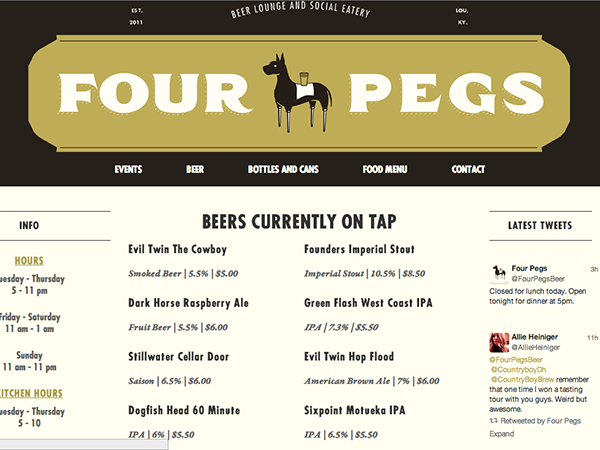 BEER LOUNGE AND SOCIAL EATERY
EST.
2011
LOU,
KY.
FOUR PEGS
EVENTS
BEER
BOTTLES AND CANS
FOOD MENU
CONTACT
INFO
HOURS
uesday - Thursday
5 - 11 pm
Friday - Saturday
11 am - 1 am
Sunday
11 am - 11 pm
KITCHEN HOURS
uesday - Thursday
5 - 10
BEERS CURRENTLY ON TAP
Evil Twin The Cowboy
Smoked Beer | 5.5% | $5.00
Dark Horse Raspberry Ale
Fruit Beer | 5.5% | $6.00
Stillwater Cellar Door
Saison | 6.5% | $6.00
Dogfish Head 60 Minute
IPA | 6% | $5.50
Founders Imperial Stout
Imperial Stout | 10.5% | $8.50
Green Flash West Coast IPA
IPA | 7.3% | $5.50
Evil Twin Hop Flood
American Brown Ale | 7% | $6.00
Sixpoint Motueka IPA
IPA | 6.5% | $5.50
LATEST TWEETS
Four Pegs 3h
@FourPegsBeer
Closed for lunch today. Open
tonight for dinner at 5pm.
Allie Heiniger 11h
@AllieHeiniger
@FourPegsBeer
@CountryboyDh
@CountryBoyBrew remember
that one time I won a tasting
tour with you guys. Weird but
awesome.
Retweeted by Four Pegs
Expand